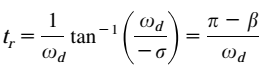 t_r = \frac{1}{\omega_d} \tan^{-1} \left( \frac{\omega_d}{-\sigma} \right) = \frac{\pi - \beta}{\omega_d}